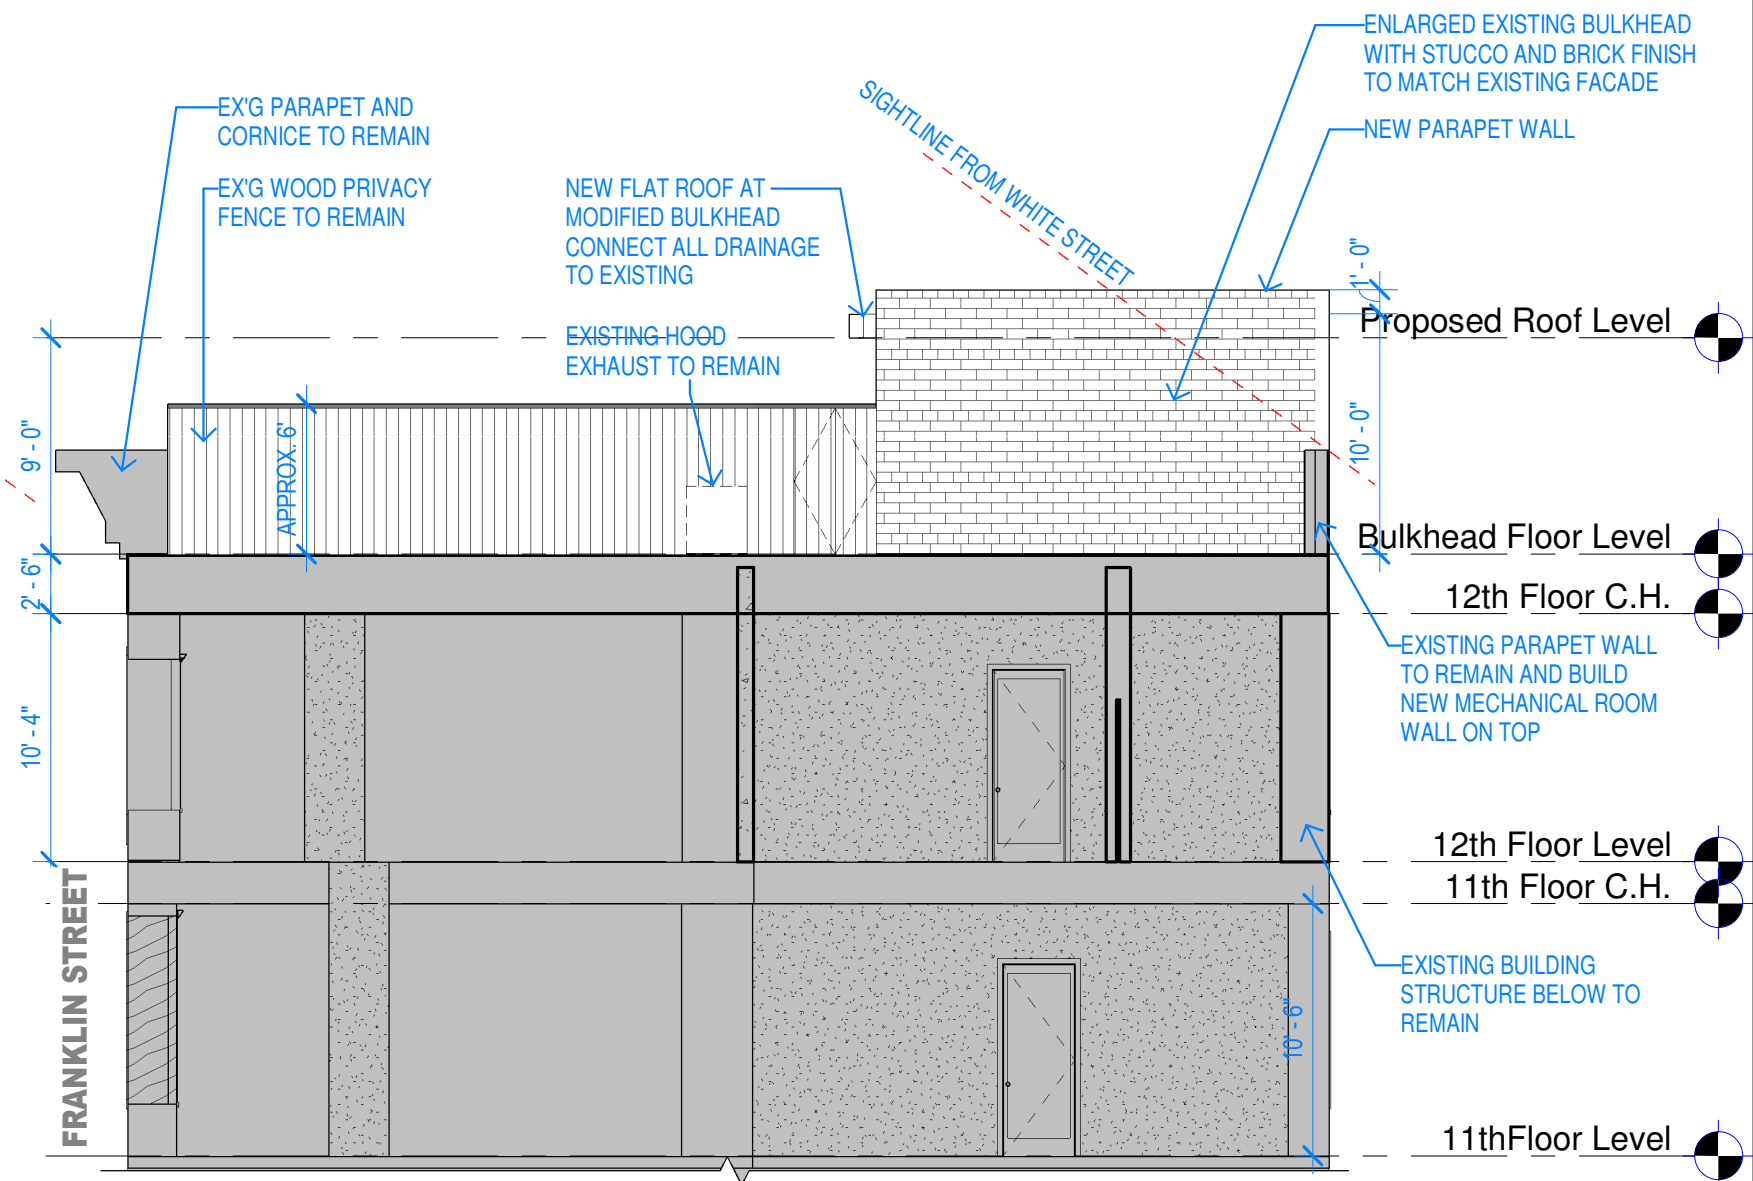 ENLARGED EXISTING BULKHEAD
WITH STUCCO AND BRICK FINISH
TO MATCH EXISTING FACADE
NEW PARAPET WALL
SIGHTLINE FROM WHITE STREET
EX'G PARAPET AND
CORNICE TO REMAIN
EX'G WOOD PRIVACY
FENCE TO REMAIN
NEW FLAT ROOF AT
MODIFIED BULKHEAD
CONNECT ALL DRAINAGE
TO EXISTING
EXISTING HOOD
EXHAUST TO REMAIN
1' - 0"
Proposed Roof Level
9' - 0"
APPROX. 6'
10' - 0"
Bulkhead Floor Level
2' - 6"
12th Floor C.H.
EXISTING PARAPET WALL
TO REMAIN AND BUILD
NEW MECHANICAL ROOM
WALL ON TOP
10' - 4"
12th Floor Level
11th Floor C.H.
FRANKLIN STREET
EXISTING BUILDING
STRUCTURE BELOW TO
REMAIN
10' - 6"
11thFloor Level